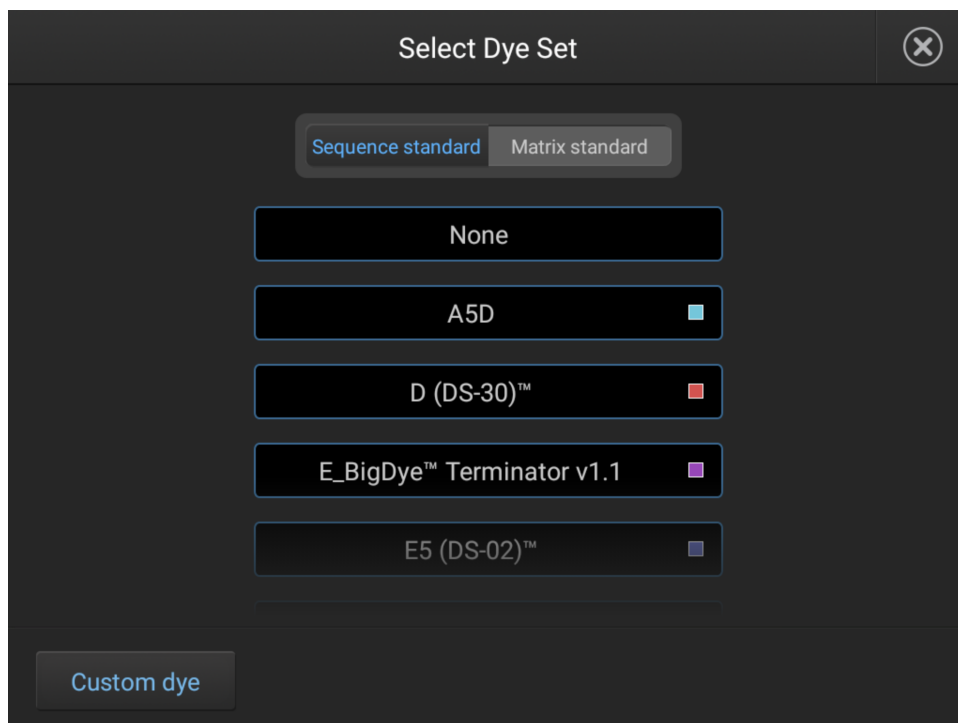 Select Dye Set
Sequence standard Matrix standard
None
A5D
D (DS-30)™
E_BigDye™ Terminator v1.1
E5 (DS-02)™
Custom dye